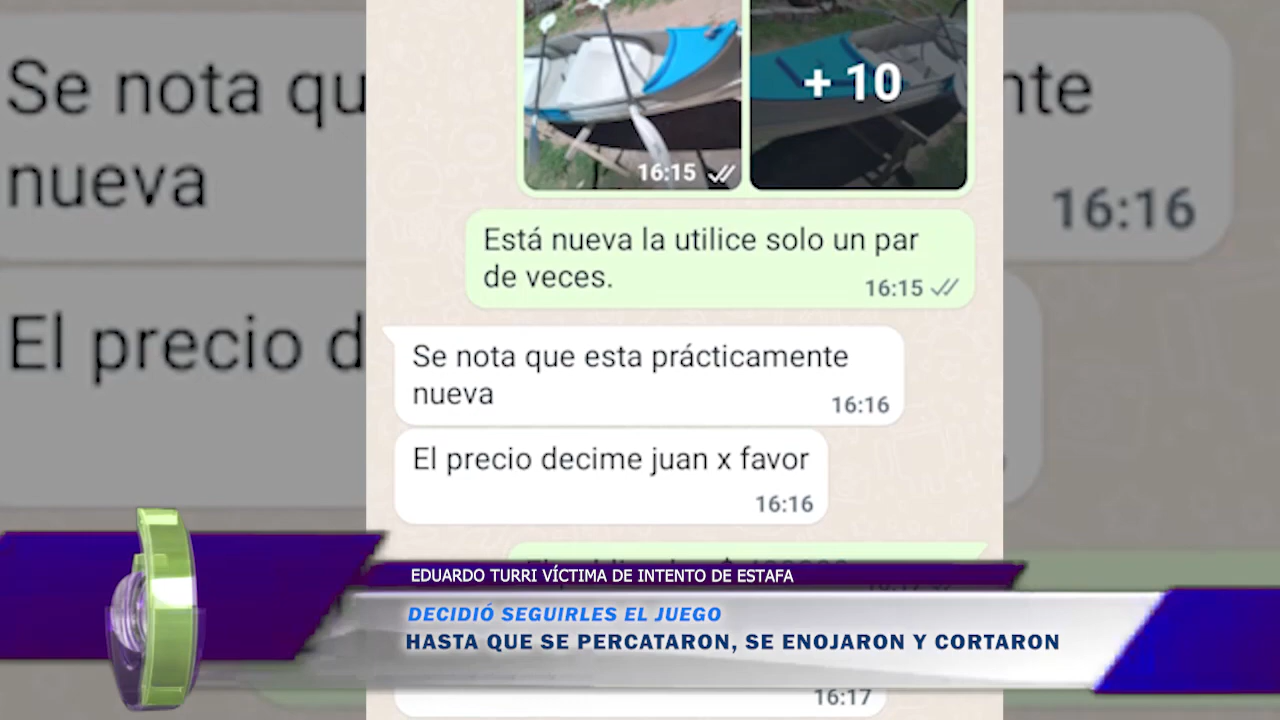 Se nota qu
nte
nueva
16:16
El precio d
+ 10
16:15
Está nueva la utilice solo un par
de veces.
16:15
Se nota que esta prácticamente
nueva
16:16
El precio decime juan x favor
16:16
EDUARDO TURRI VÍCTIMA DE INTENTO DE ESTAFA
DECIDIÓ SEGUIRLES EL JUEGO
HASTA QUE SE PERCATARON, SE ENOJARON Y CORTARON
16:17